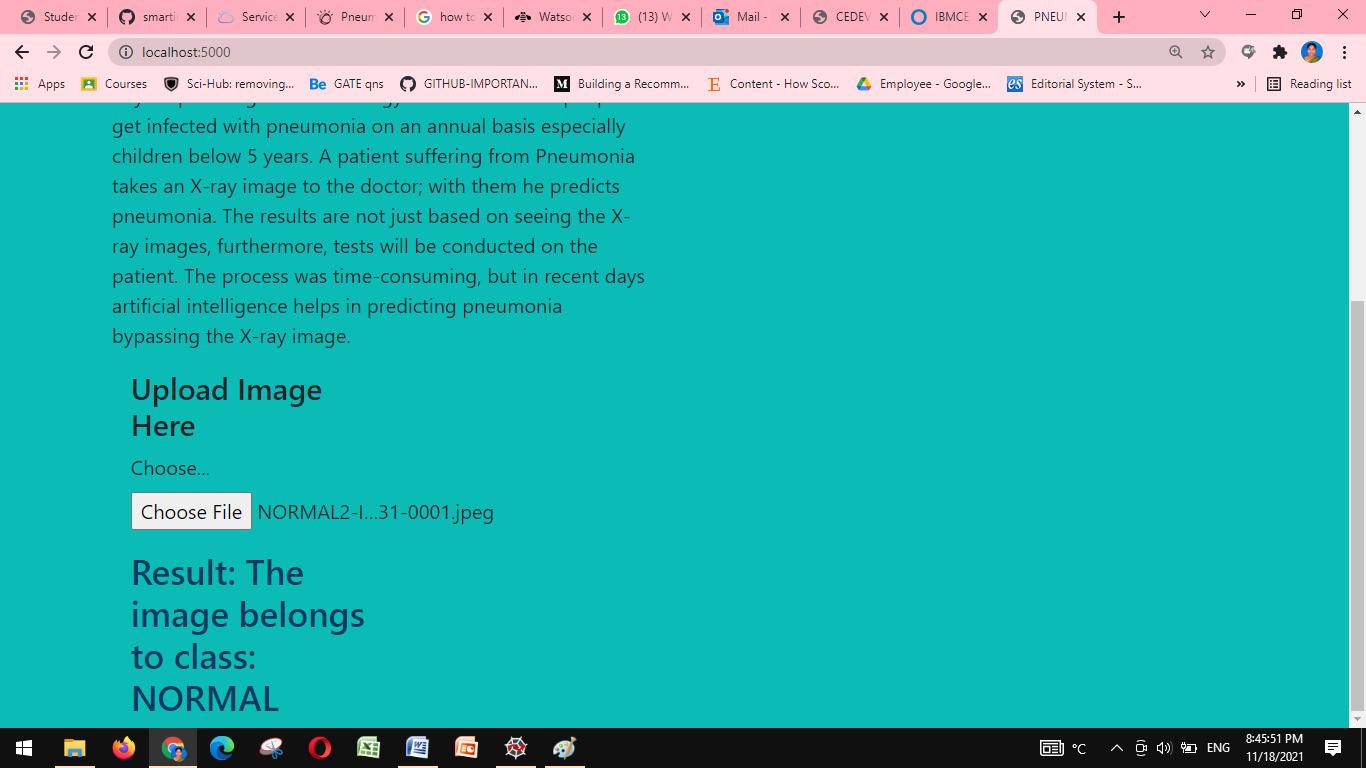 Studen
smarti
Service
Pneum
how to
Watso
(13) W
Mail -
CEDEV
IBMCE
PNEU
localhost:5000
Apps
Courses
Sci-Hub: removing...
Be GATE qns
GITHUB-IMPORTAN...
M Building a Recomm...
E Content - How Sco...
Employee - Google...
es Editorial System - S...
»
Reading list
get infected with pneumonia on an annual basis especially
children below 5 years. A patient suffering from Pneumonia
takes an X-ray image to the doctor; with them he predicts
pneumonia. The results are not just based on seeing the X-
ray images, furthermore, tests will be conducted on the
patient. The process was time-consuming, but in recent days
artificial intelligence helps in predicting pneumonia
bypassing the X-ray image.
Upload Image
Here
Choose...
Choose File NORMAL2-I...31-0001.jpeg
Result: The
image belongs
to class:
NORMAL
°C
ENG
8:45:51 PM
11/18/2021